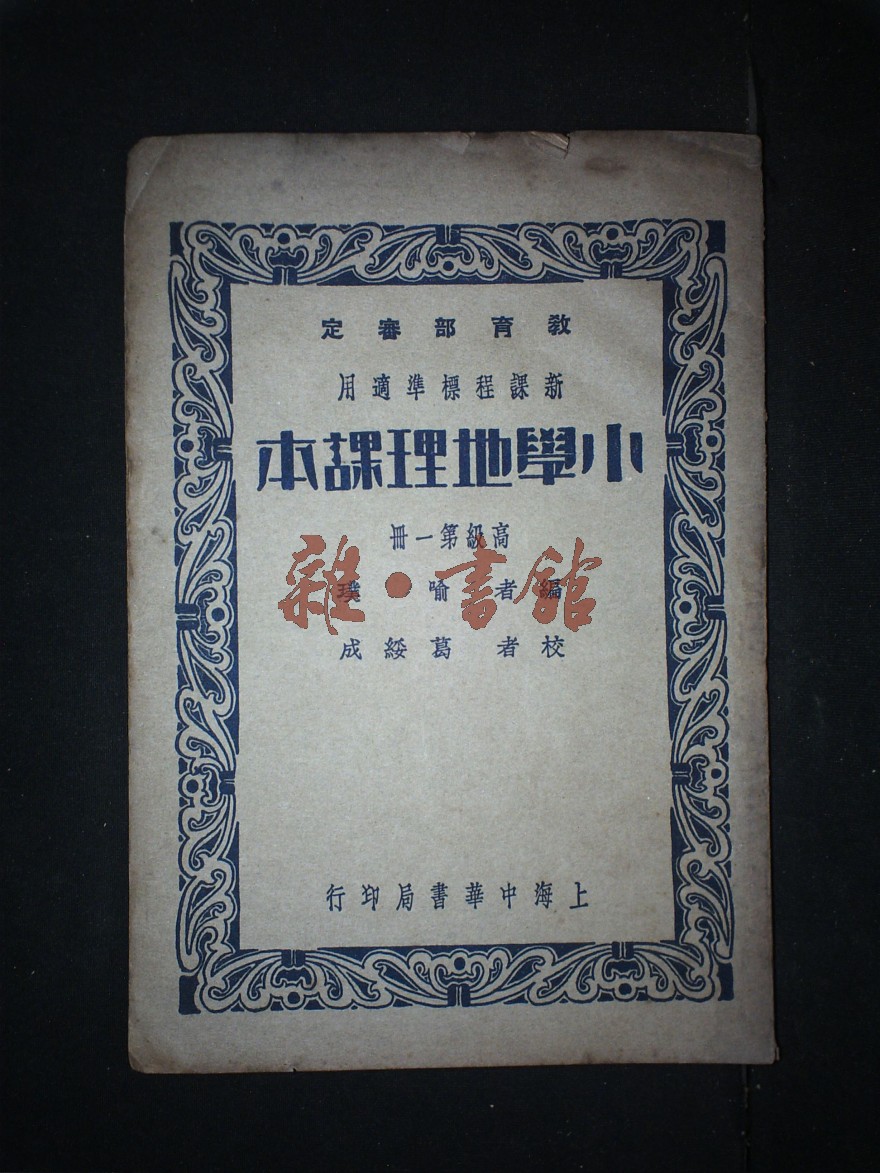 教育部審定
新課程標準適用
小學地理課本
高級第一冊
編者 喻璞
校者 葛綏成
上海中華書局印行
雜·書館